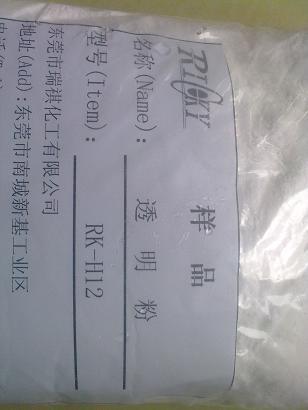 RICKY
样品
名称(Name): 透明粉
型号(Item): RK-H12
东莞市瑞祺化工有限公司
地址(Add):东莞市南城新基工业区